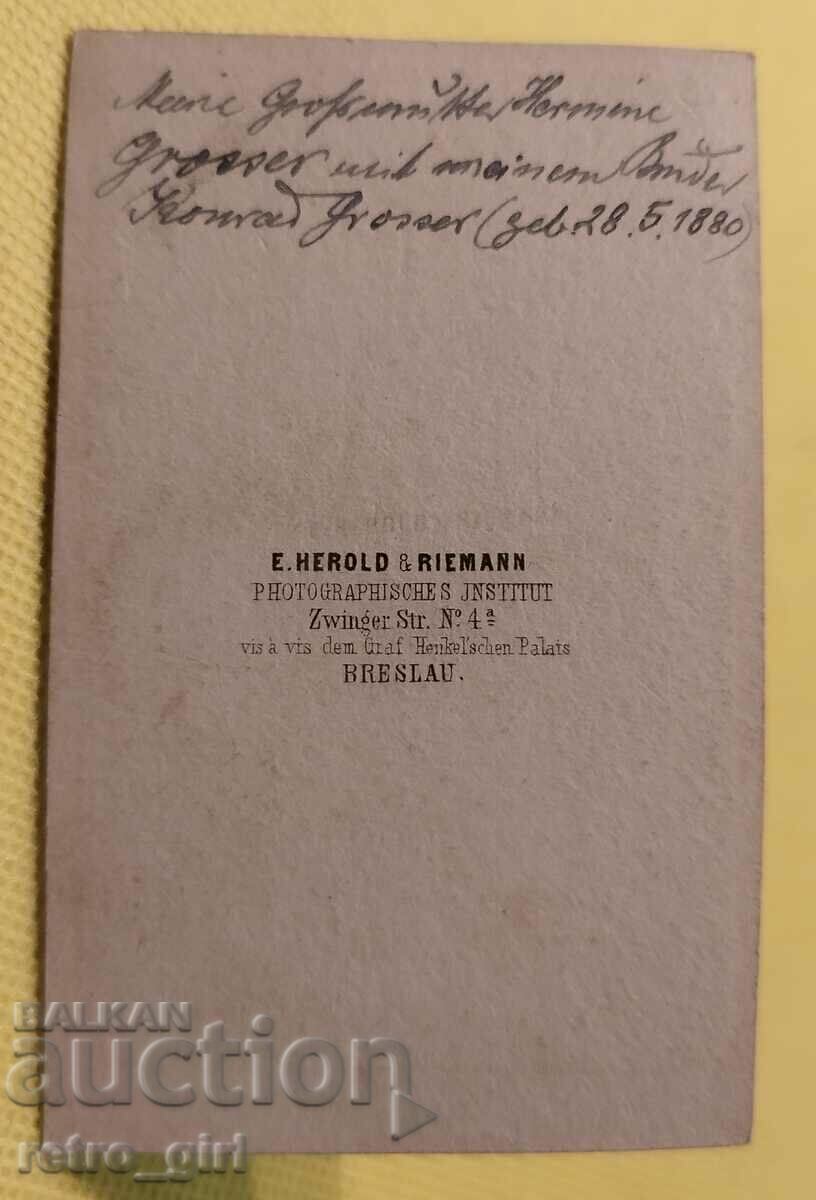 Meine Großmutter Hermine
Grosser mit meinem Bruder
Konrad Grosser (geb. 28.5.1880)
E. HEROLD & RIEMANN
PHOTOGRAPHISCHES JNSTITUT
Zwinger Str. No. 4a
vis à vis dem Graf Henkel'schen Palais
BRESLAU.
BALKAN
auction
retro_girl